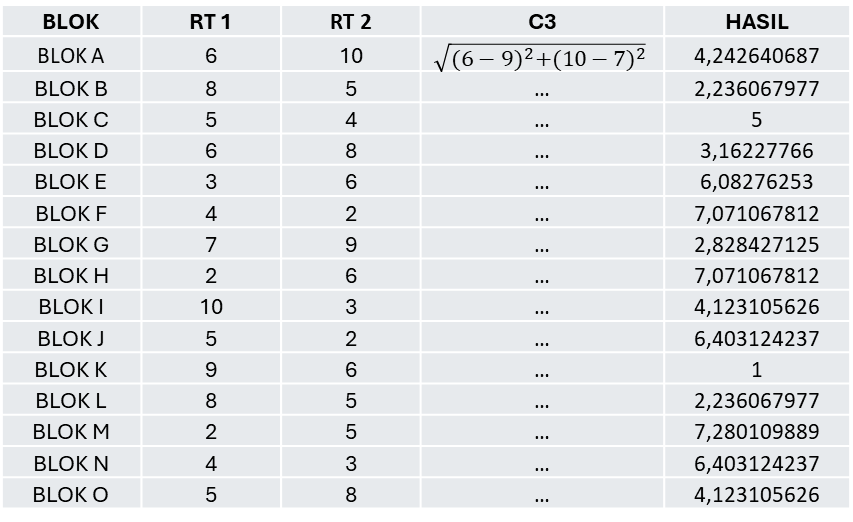 BLOK RT 1 RT 2 C3 HASIL
BLOK A 6 10 √(6 − 9)²+(10 − 7)² 4,242640687
BLOK B 8 5 ... 2,236067977
BLOK C 5 4 ... 5
BLOK D 6 8 ... 3,16227766
BLOK E 3 6 ... 6,08276253
BLOK F 4 2 ... 7,071067812
BLOK G 7 9 ... 2,828427125
BLOK H 2 6 ... 7,071067812
BLOK I 10 3 ... 4,123105626
BLOK J 5 2 ... 6,403124237
BLOK K 9 6 ... 1
BLOK L 8 5 ... 2,236067977
BLOK M 2 5 ... 7,280109889
BLOK N 4 3 ... 6,403124237
BLOK O 5 8 ... 4,123105626